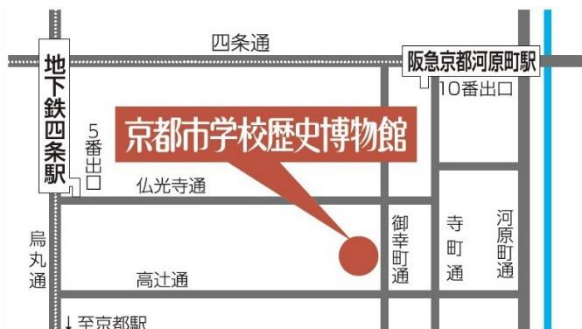 四条通
地下鉄四条駅
阪急京都河原町駅
10番出口
5番出口
京都市学校歴史博物館
仏光寺通
御幸町通
寺町通
河原町通
烏丸通
高辻通
↓至京都駅